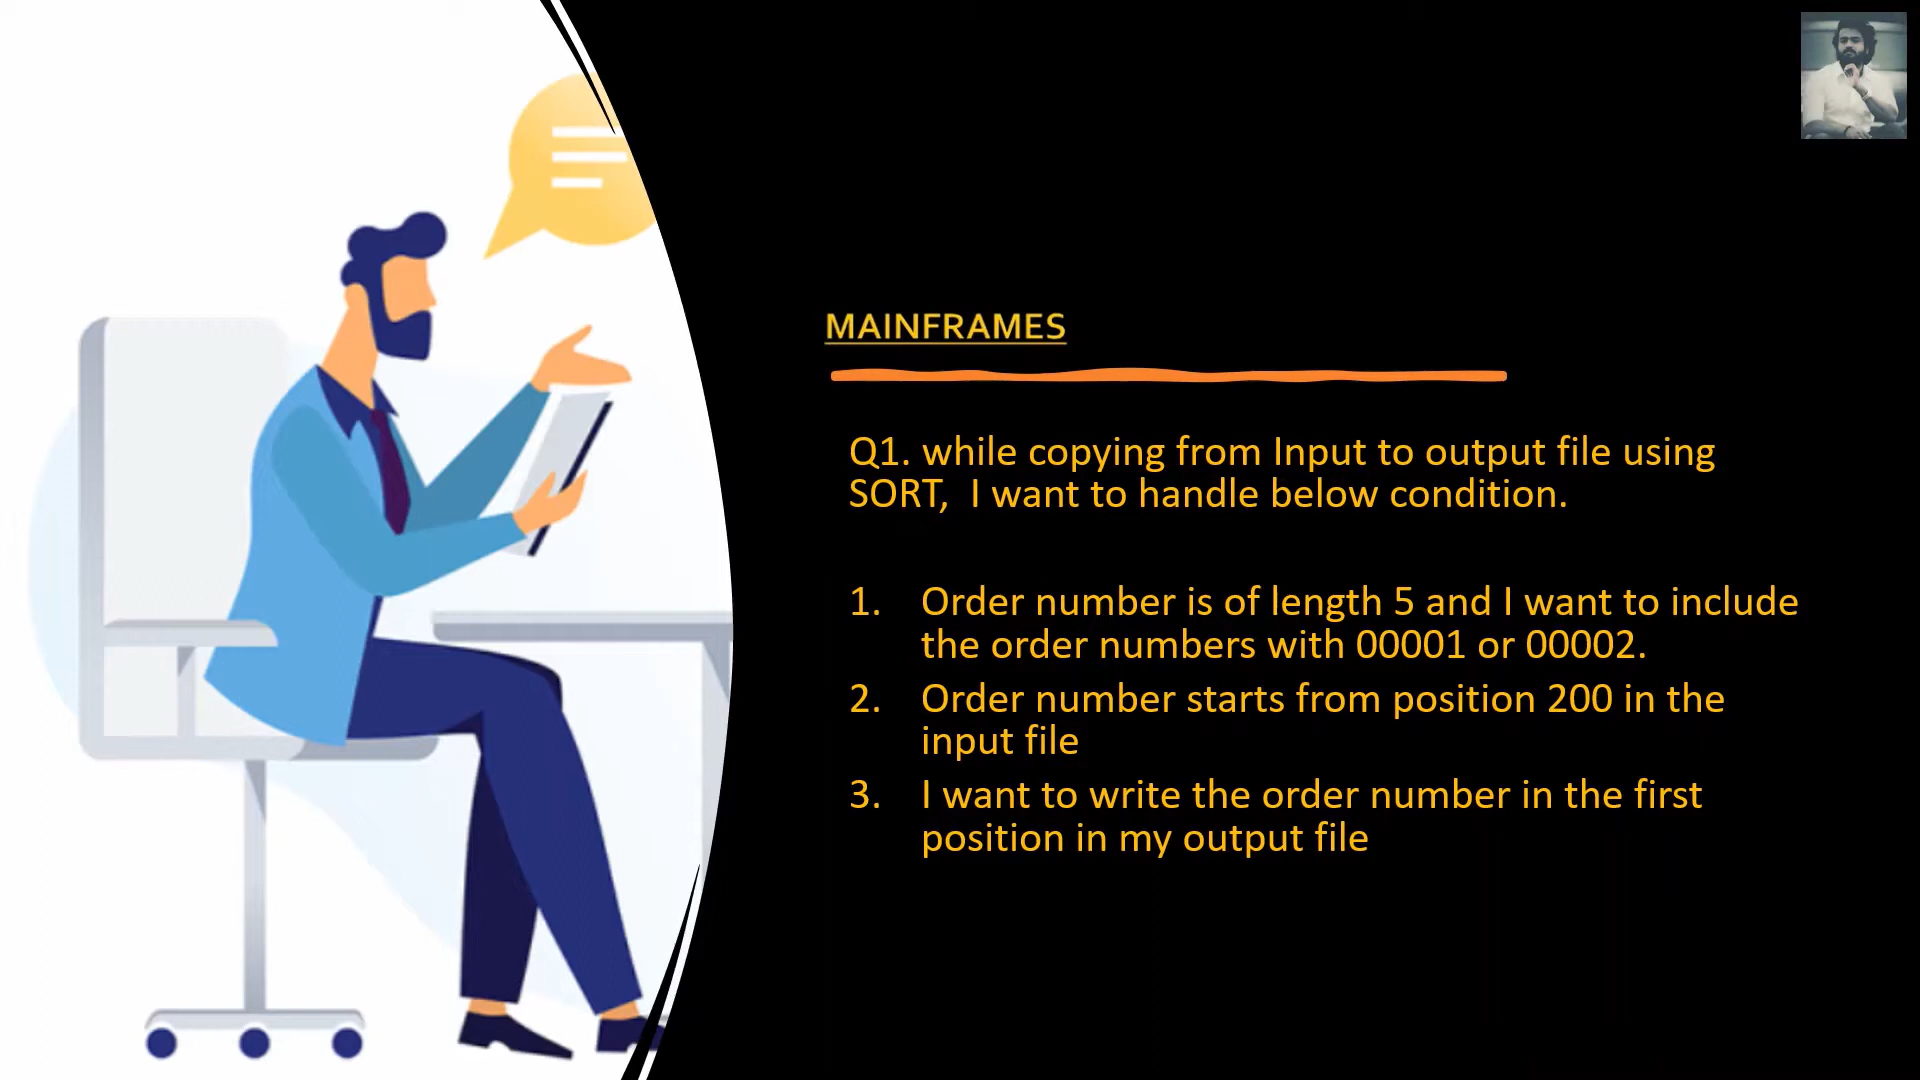 MAINFRAMES
Q1. while copying from Input to output file using
SORT, I want to handle below condition.
1. Order number is of length 5 and I want to include
the order numbers with 00001 or 00002.
2. Order number starts from position 200 in the
input file
3. I want to write the order number in the first
position in my output file